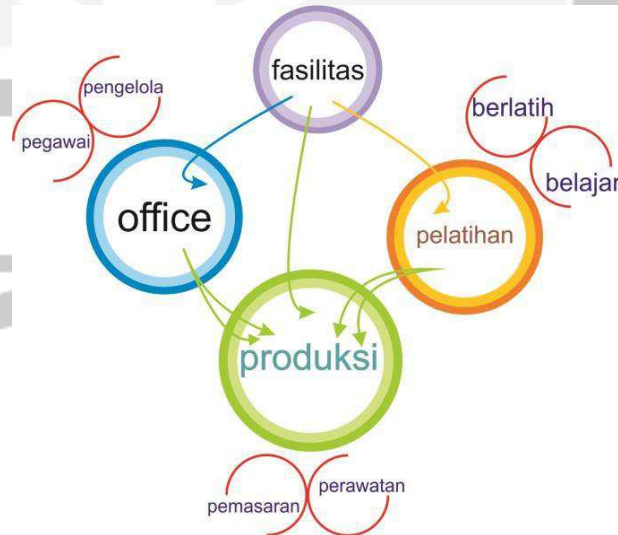 fasilitas
pengelola
pegawai
berlatih
belajar
office
pelatihan
produksi
pemasaran
perawatan